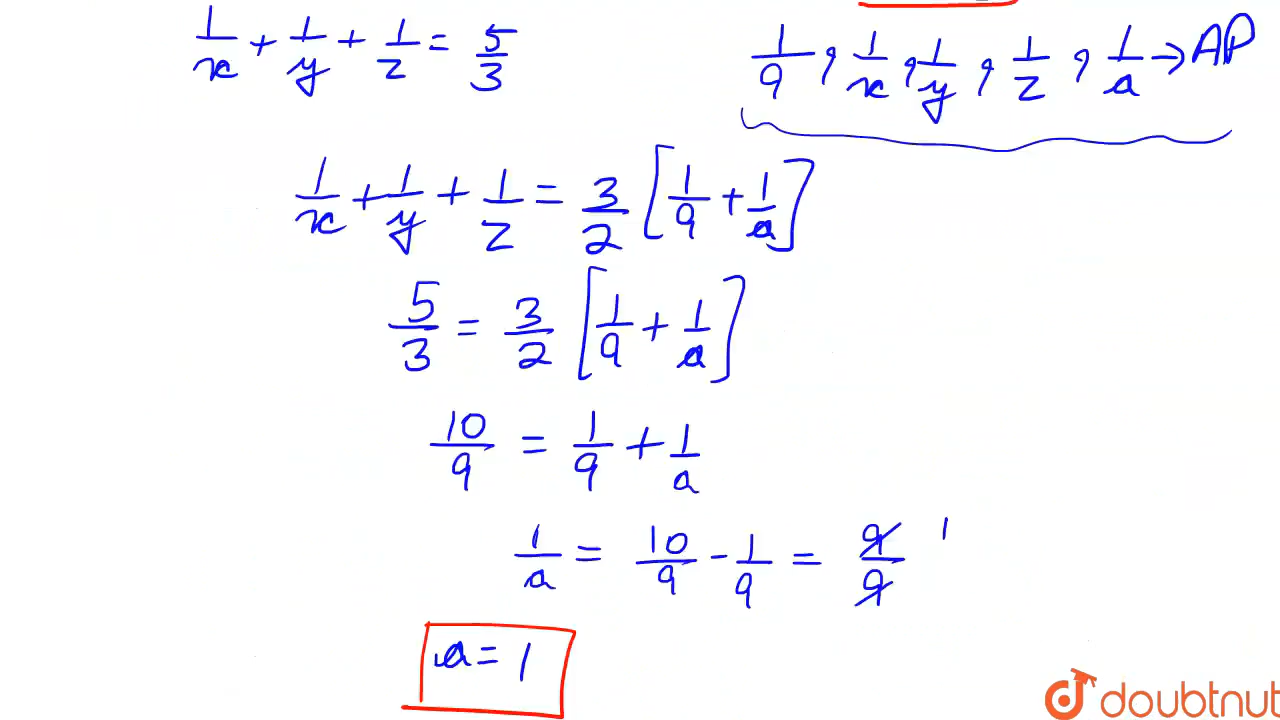 1/x + 1/y + 1/z = 5/3
1/9, 1/x, 1/y, 1/z, 1/a → AP
1/x + 1/y + 1/z = 3/2 [1/9 + 1/a]
5/3 = 3/2 [1/9 + 1/a]
10/9 = 1/9 + 1/a
1/a = 10/9 - 1/9 = 9/9 1
a = 1
doubtnut